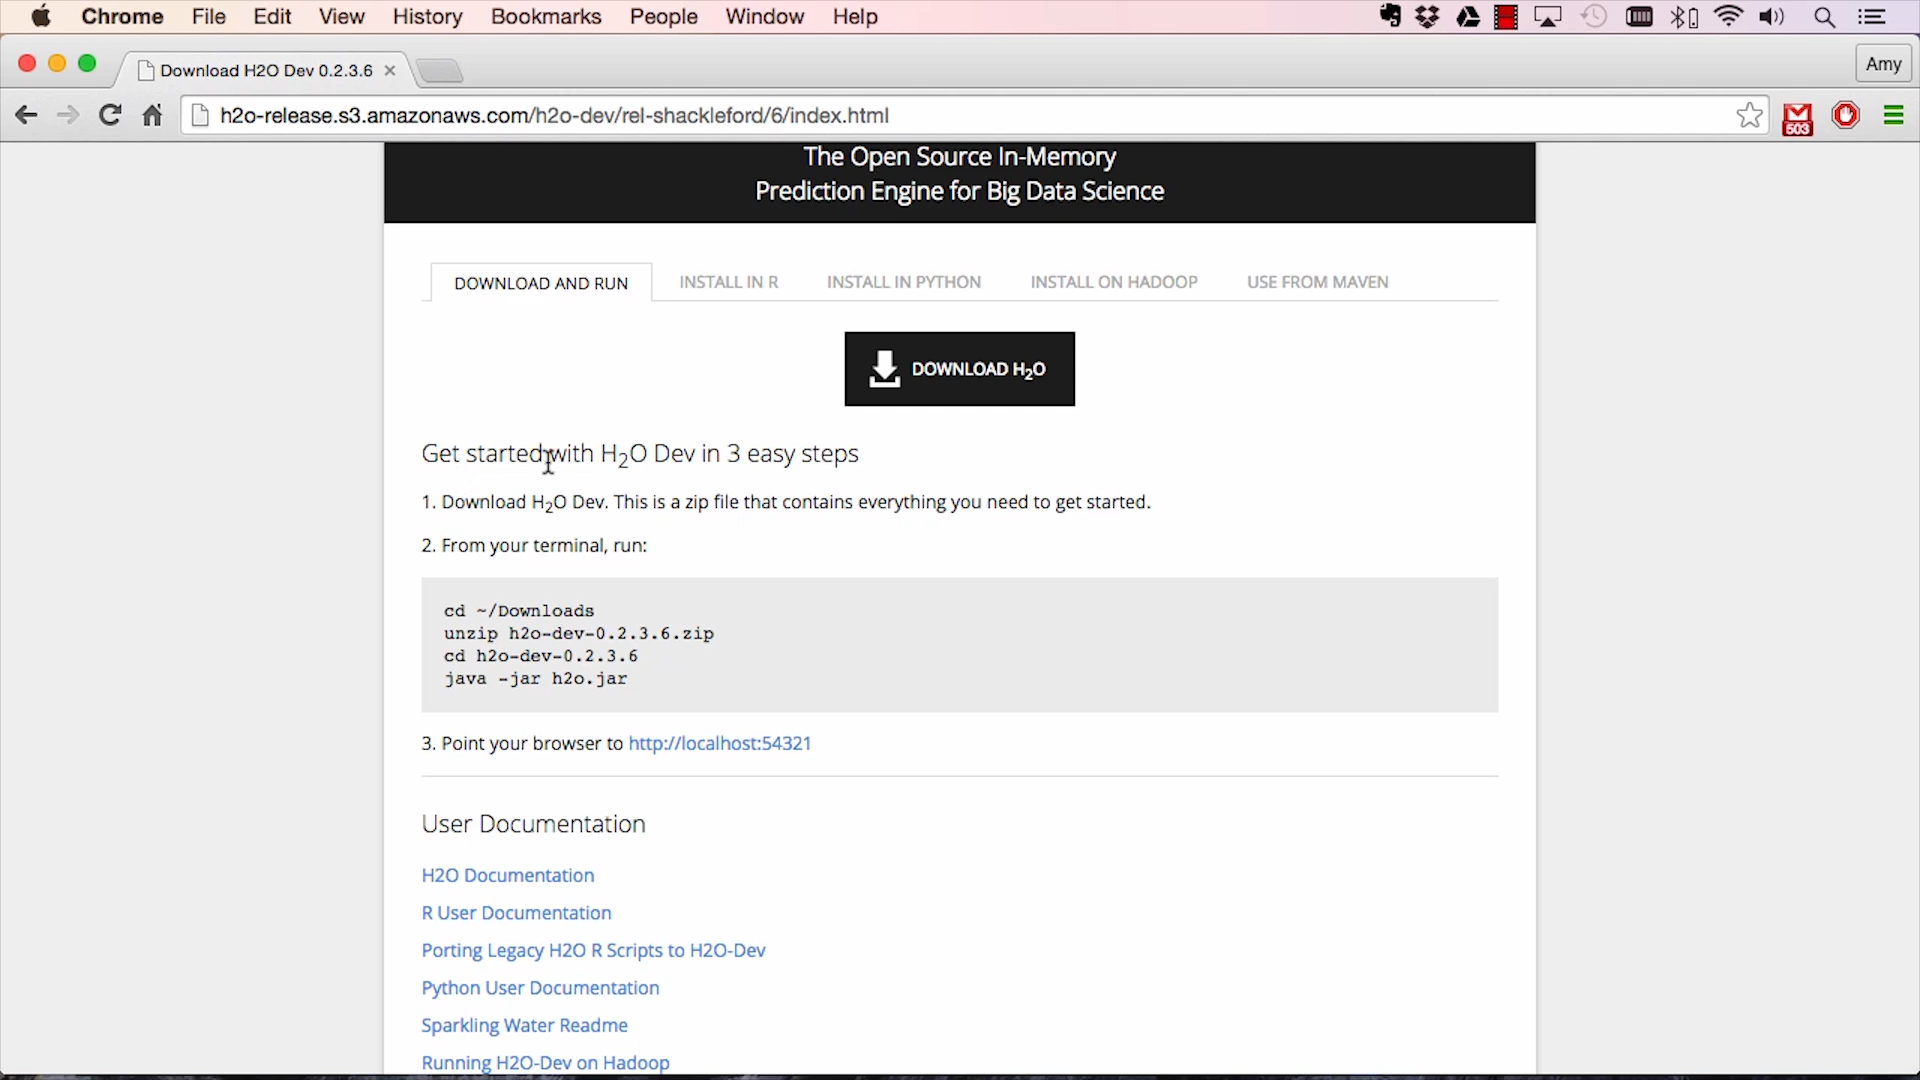 Chrome File Edit View History Bookmarks People Window Help
Download H2O Dev 0.2.3.6
Amy
h2o-release.s3.amazonaws.com/h2o-dev/rel-shackleford/6/index.html
503
The Open Source In-Memory
Prediction Engine for Big Data Science
DOWNLOAD AND RUN INSTALL IN R INSTALL IN PYTHON INSTALL ON HADOOP USE FROM MAVEN
DOWNLOAD H₂O
Get started with H₂O Dev in 3 easy steps
1. Download H₂O Dev. This is a zip file that contains everything you need to get started.
2. From your terminal, run:
cd ~/Downloads
unzip h2o-dev-0.2.3.6.zip
cd h2o-dev-0.2.3.6
java -jar h2o.jar
3. Point your browser to http://localhost:54321
User Documentation
H2O Documentation
R User Documentation
Porting Legacy H2O R Scripts to H2O-Dev
Python User Documentation
Sparkling Water Readme
Running H2O-Dev on Hadoop